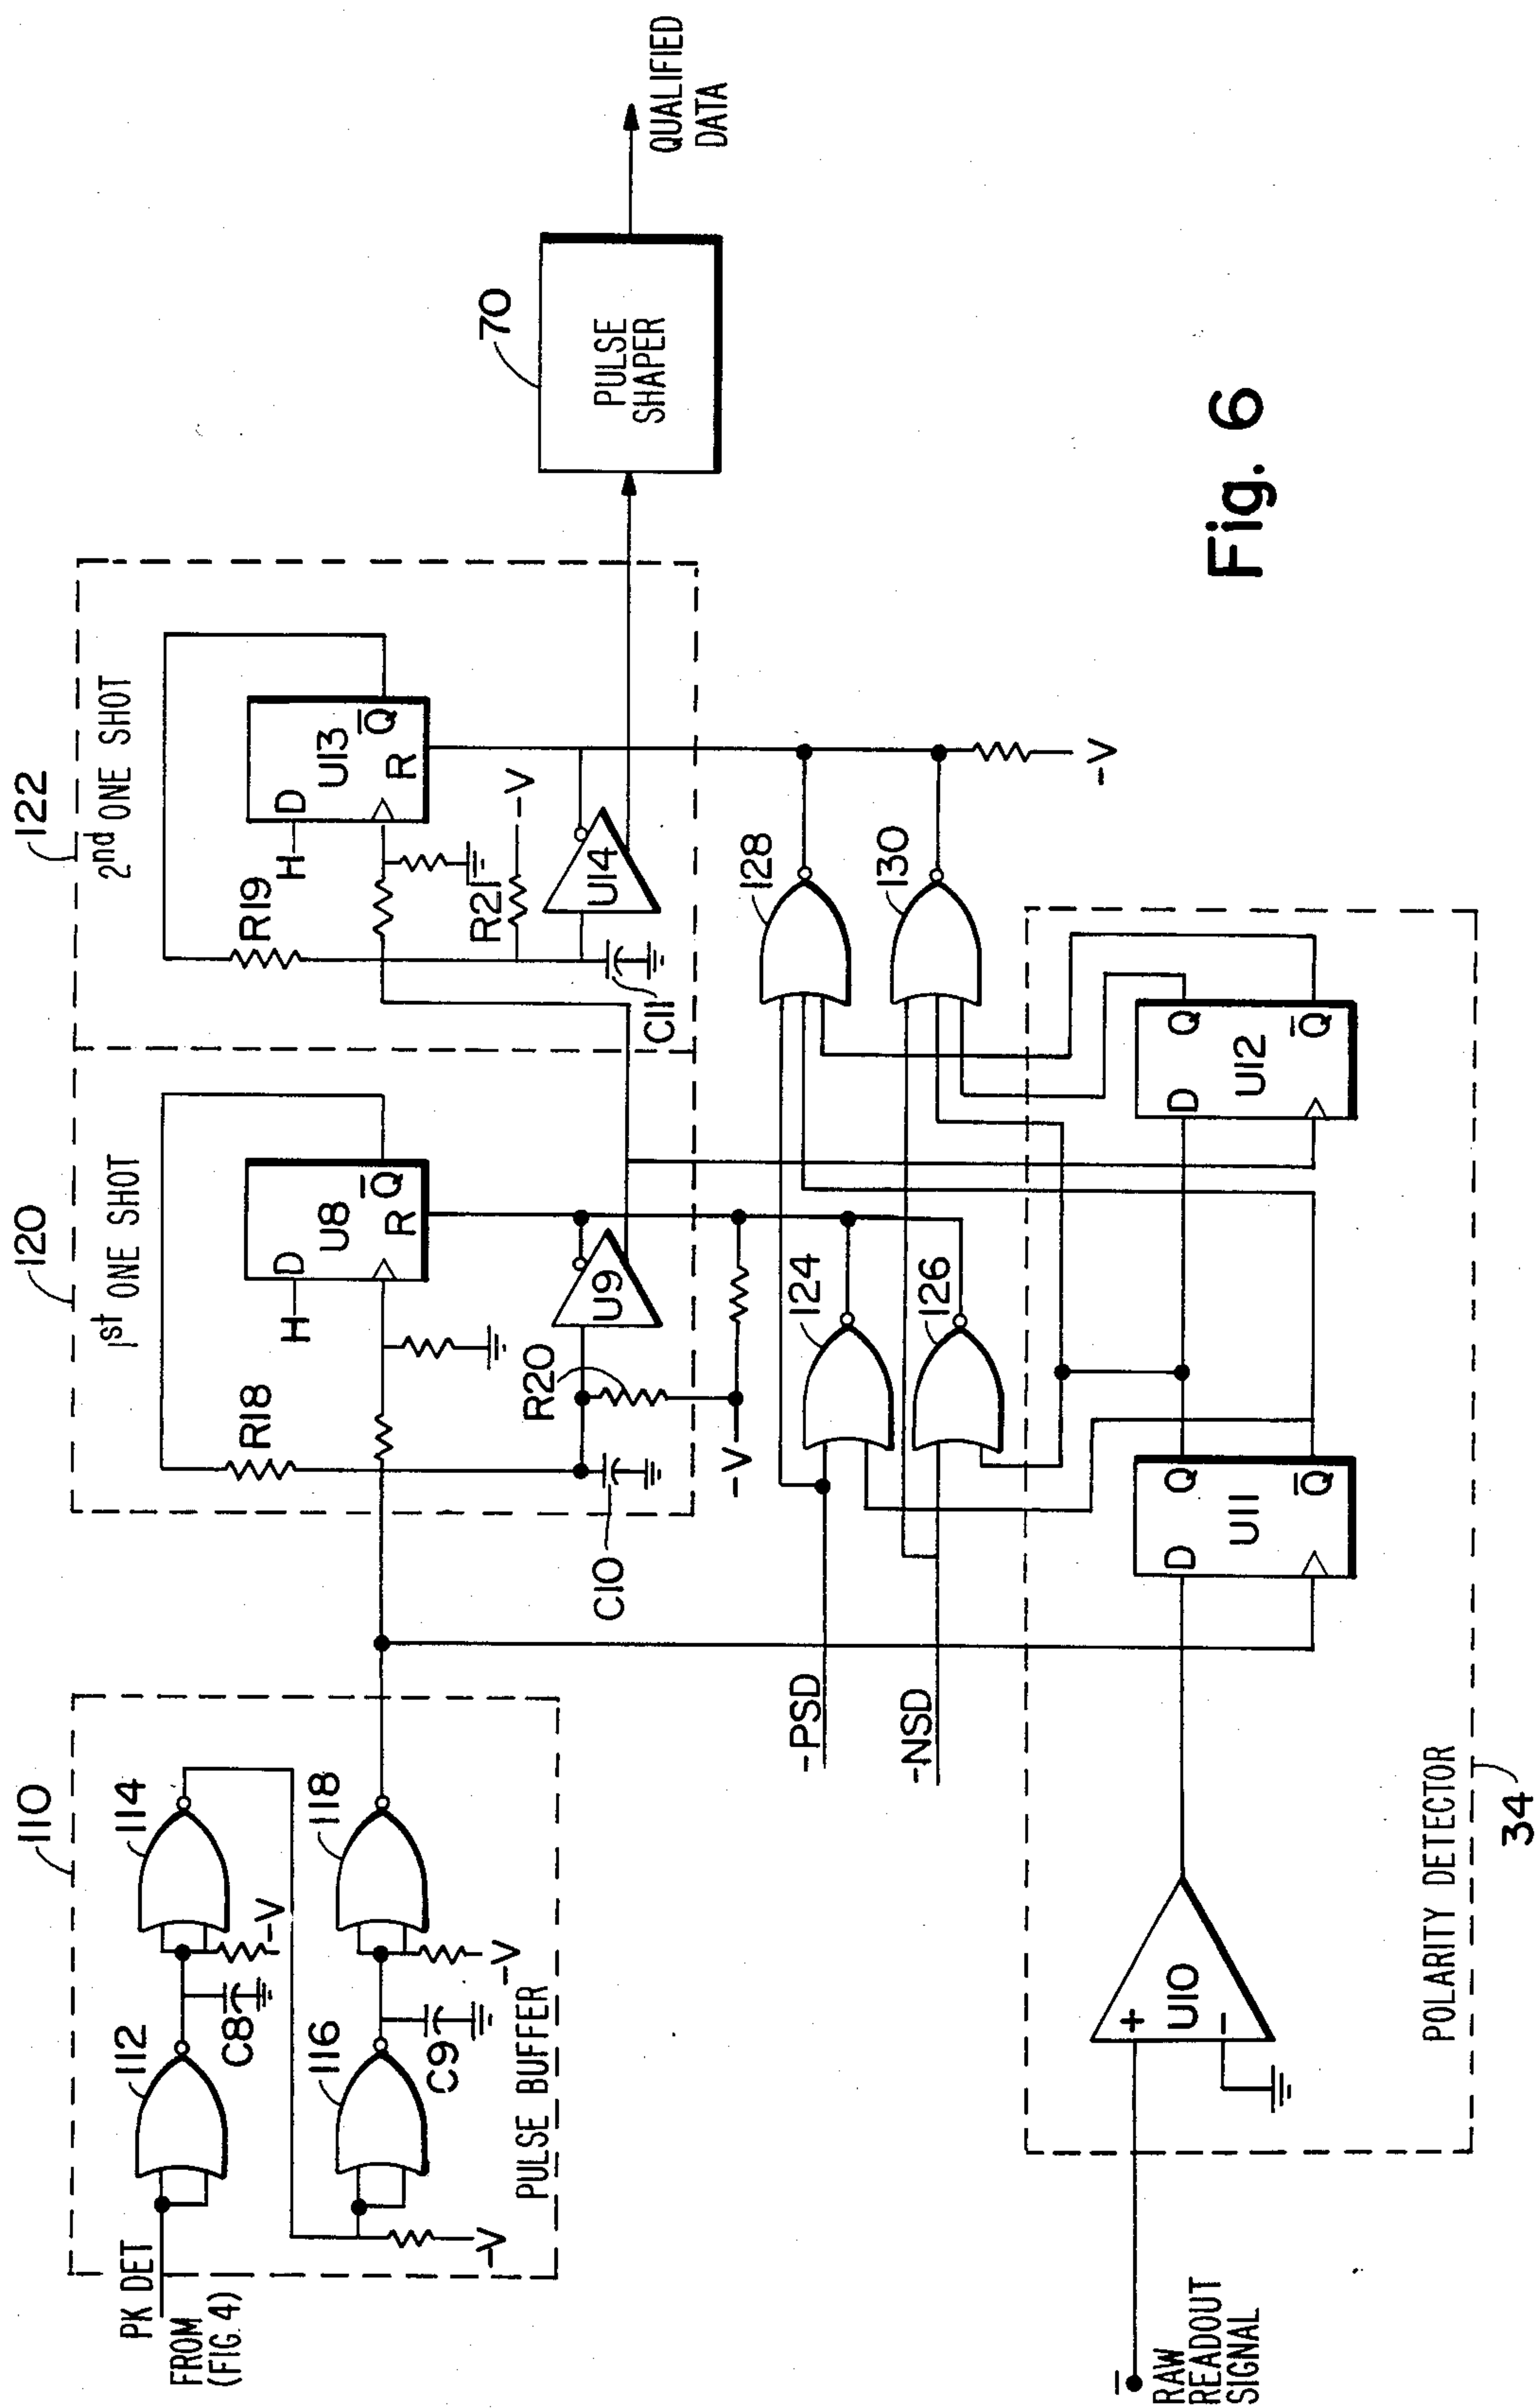 110
PK DET
FROM
(FIG. 4)
112
C8
114
-V
116
C9
118
-V
-V
PULSE BUFFER
120
1st ONE SHOT
R18
H
D
U8
Q̅
R
C10
R20
U9
-V
122
2nd ONE SHOT
R19
H
D
U13
Q̅
R
R21
-V
C11
U14
70
PULSE
SHAPER
QUALIFIED
DATA
-PSD
-NSD
124
126
128
130
-V
RAW
READOUT
SIGNAL
+
U10
-
D
Q
U11
Q̅
D
Q
U12
Q̅
POLARITY DETECTOR
34
Fig. 6